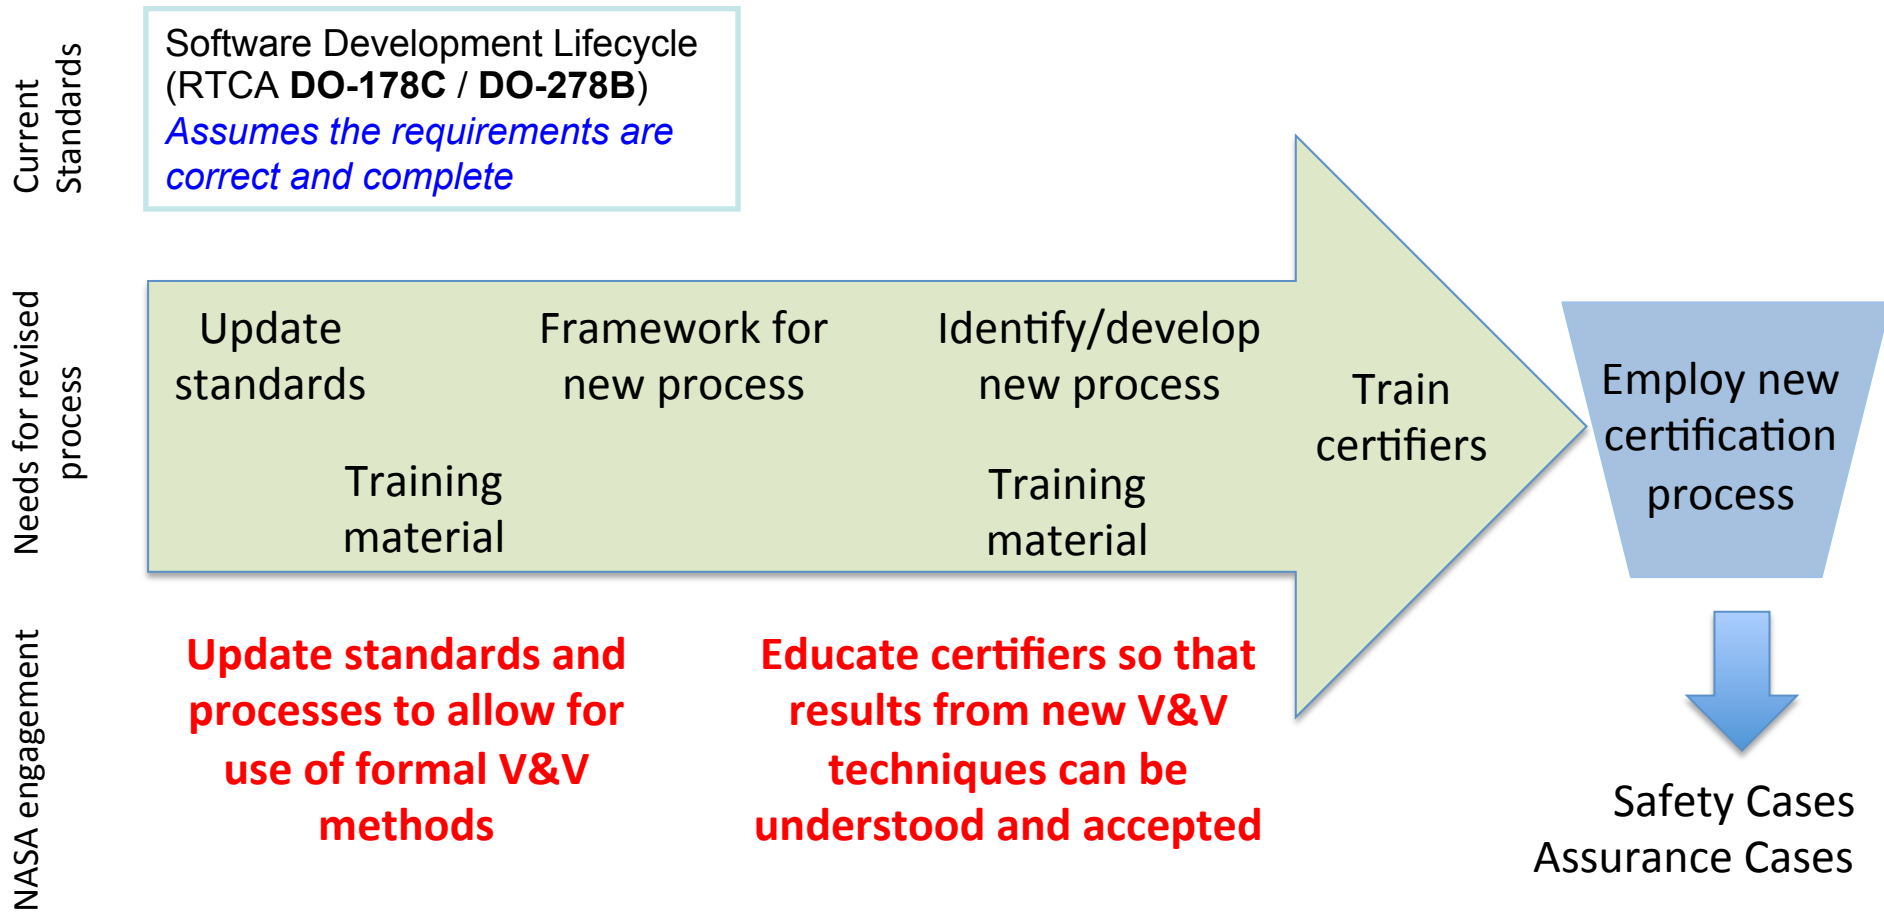 Current
Standards
Software Development Lifecycle
(RTCA DO-178C / DO-278B)
Assumes the requirements are
correct and complete
Needs for revised
process
Update
standards
Framework for
new process
Identify/develop
new process
Training
material
Training
material
Train
certifiers
Employ new
certification
process
NASA engagement
Update standards and
processes to allow for
use of formal V&V
methods
Educate certifiers so that
results from new V&V
techniques can be
understood and accepted
Safety Cases
Assurance Cases